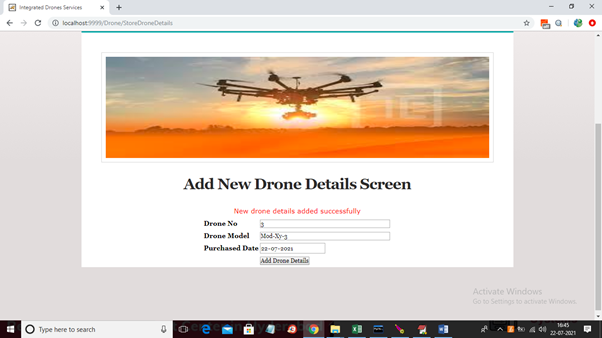 Integrated Drones Services
localhost:9999/Drone/StoreDroneDetails
Add New Drone Details Screen
New drone details added successfully
Drone No 3
Drone Model Mod-Xy-3
Purchased Date 22-07-2021
Add Drone Details
Activate Windows
Go to Settings to activate Windows.
Type here to search
16:45
22-07-2021